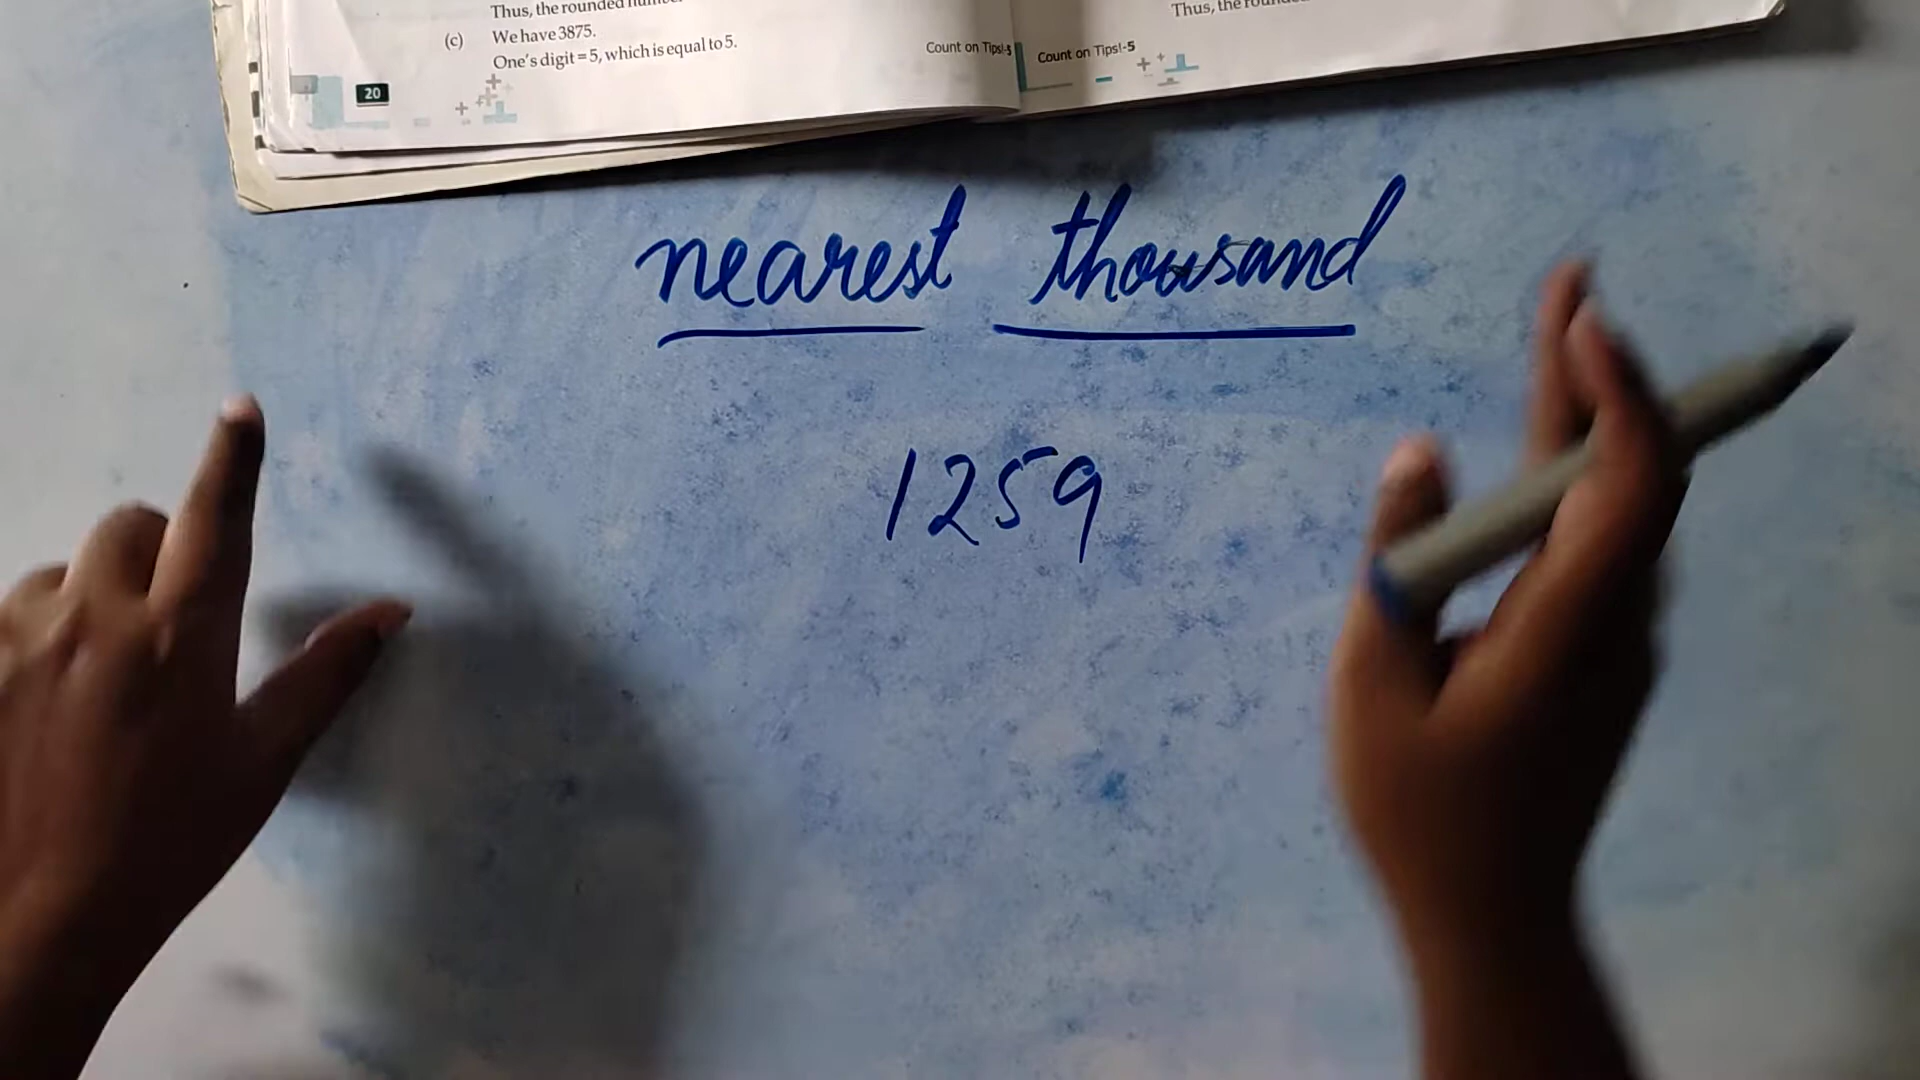 Thus, the rounded
(c) We have 3875.
One's digit = 5, which is equal to 5.
20
Count on Tips!-5
Thus, the
Count on Tips!-5
nearest thousand
1259